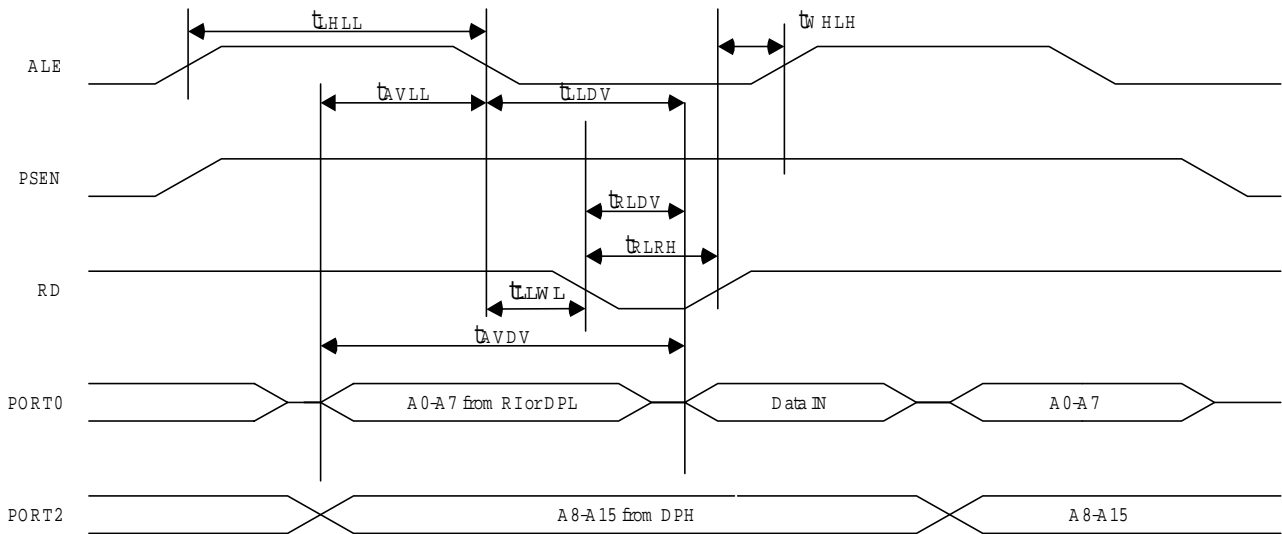 tLHLL
tWHLH
ALE
tAVLL
tLLDV
PSEN
tRLDV
tRLRH
RD
tLLWL
tAVDV
PORT0
A0-A7 from RI or DPL
Data IN
A0-A7
PORT2
A8-A15 from DPH
A8-A15